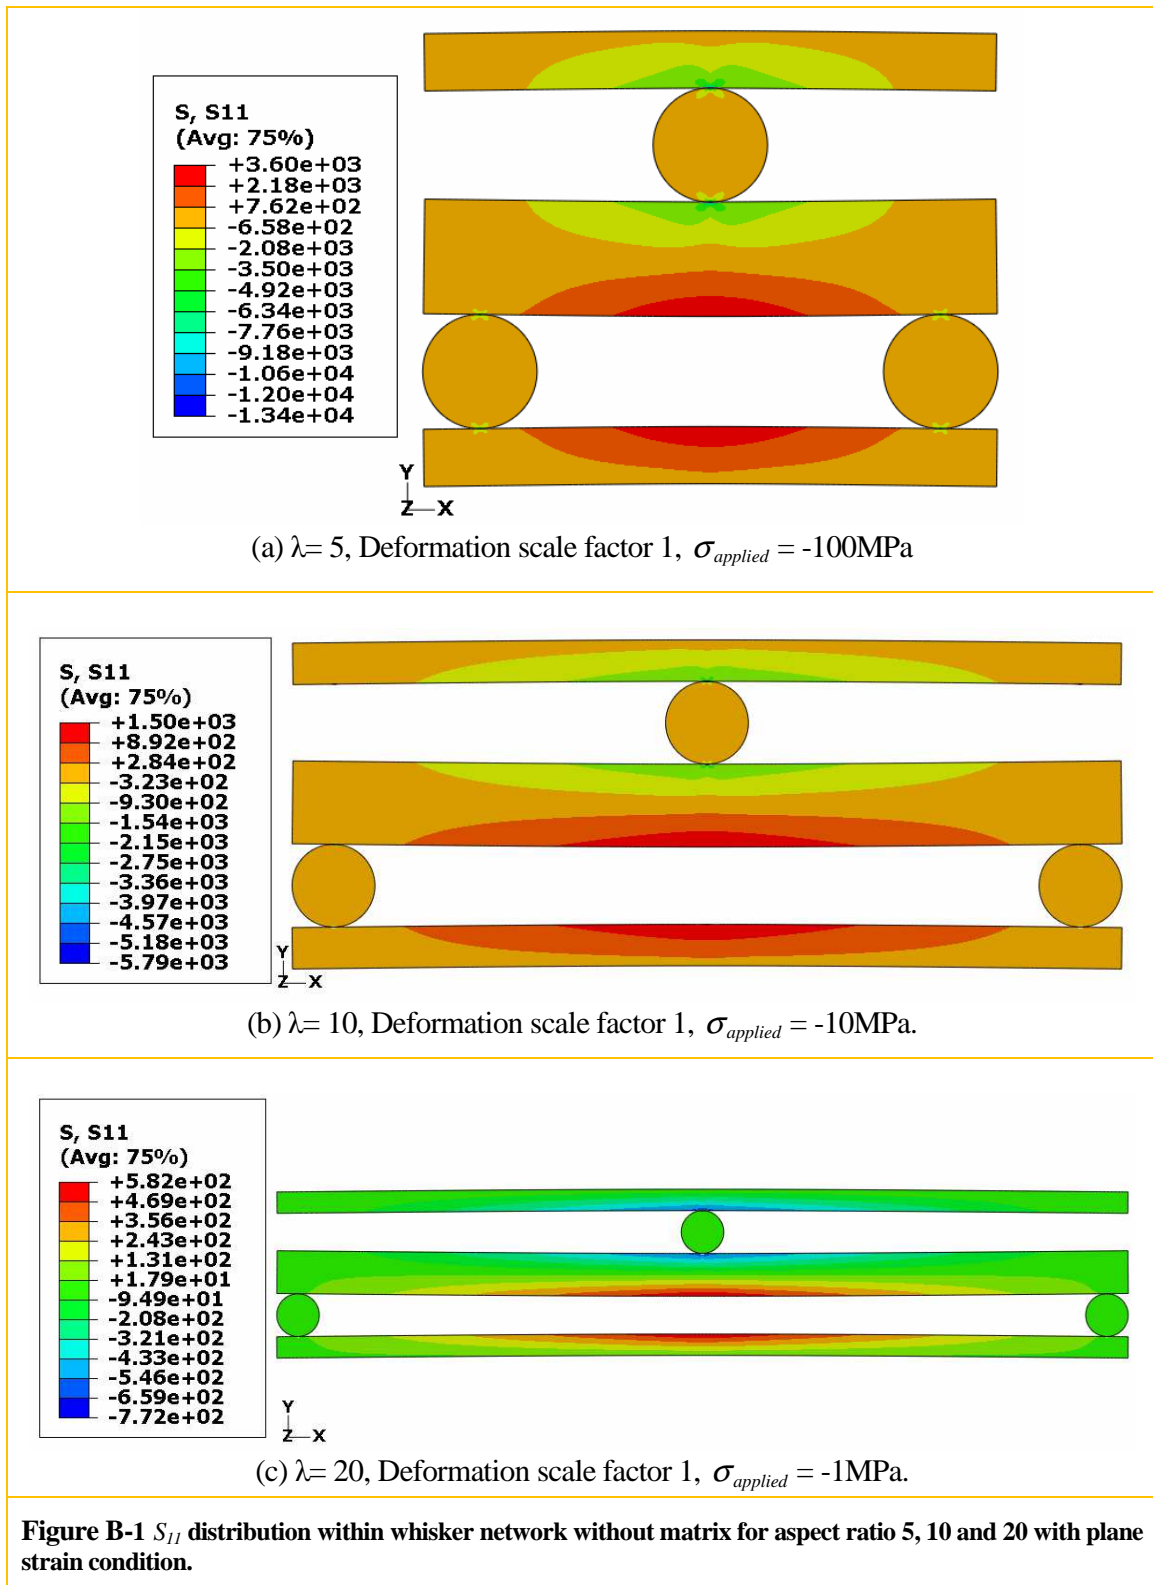 S, S11
(Avg: 75%)
+3.60e+03
+2.18e+03
+7.62e+02
-6.58e+02
-2.08e+03
-3.50e+03
-4.92e+03
-6.34e+03
-7.76e+03
-9.18e+03
-1.06e+04
-1.20e+04
-1.34e+04
Y
Z X
(a) λ= 5, Deformation scale factor 1, σapplied = -100MPa
S, S11
(Avg: 75%)
+1.50e+03
+8.92e+02
+2.84e+02
-3.23e+02
-9.30e+02
-1.54e+03
-2.15e+03
-2.75e+03
-3.36e+03
-3.97e+03
-4.57e+03
-5.18e+03
-5.79e+03
Y
Z X
(b) λ= 10, Deformation scale factor 1, σapplied = -10MPa.
S, S11
(Avg: 75%)
+5.82e+02
+4.69e+02
+3.56e+02
+2.43e+02
+1.31e+02
+1.79e+01
-9.49e+01
-2.08e+02
-3.21e+02
-4.33e+02
-5.46e+02
-6.59e+02
-7.72e+02
Y
Z X
(c) λ= 20, Deformation scale factor 1, σapplied = -1MPa.
Figure B-1 S11 distribution within whisker network without matrix for aspect ratio 5, 10 and 20 with plane
strain condition.